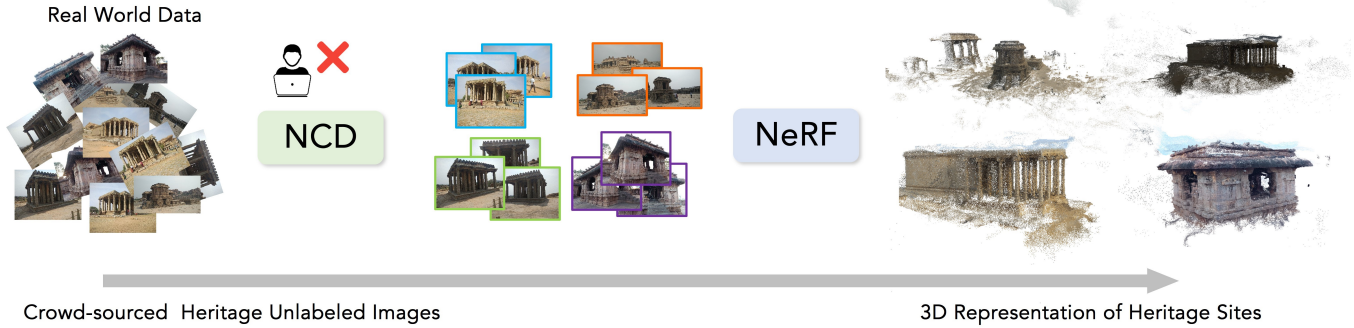 Real World Data
NCD
NeRF
Crowd-sourced Heritage Unlabeled Images
3D Representation of Heritage Sites